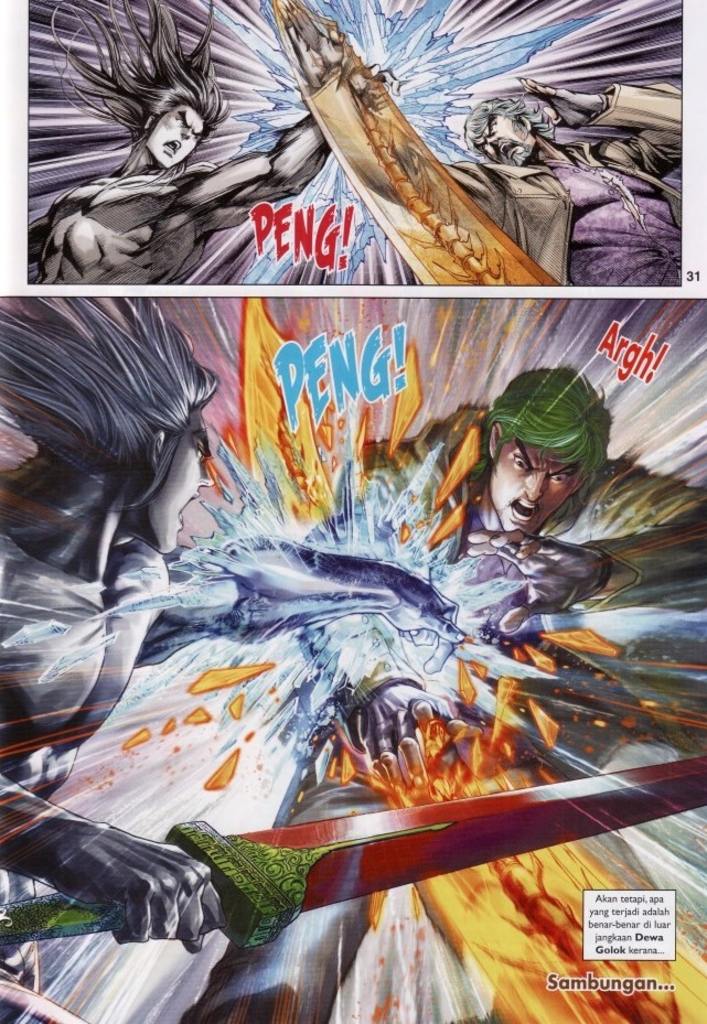 PENG!
31
PENG!
Argh!
Akan tetapi, apa
yang terjadi adalah
benar-benar di luar
jangkaan Dewa
Golok kerana...
Sambungan...